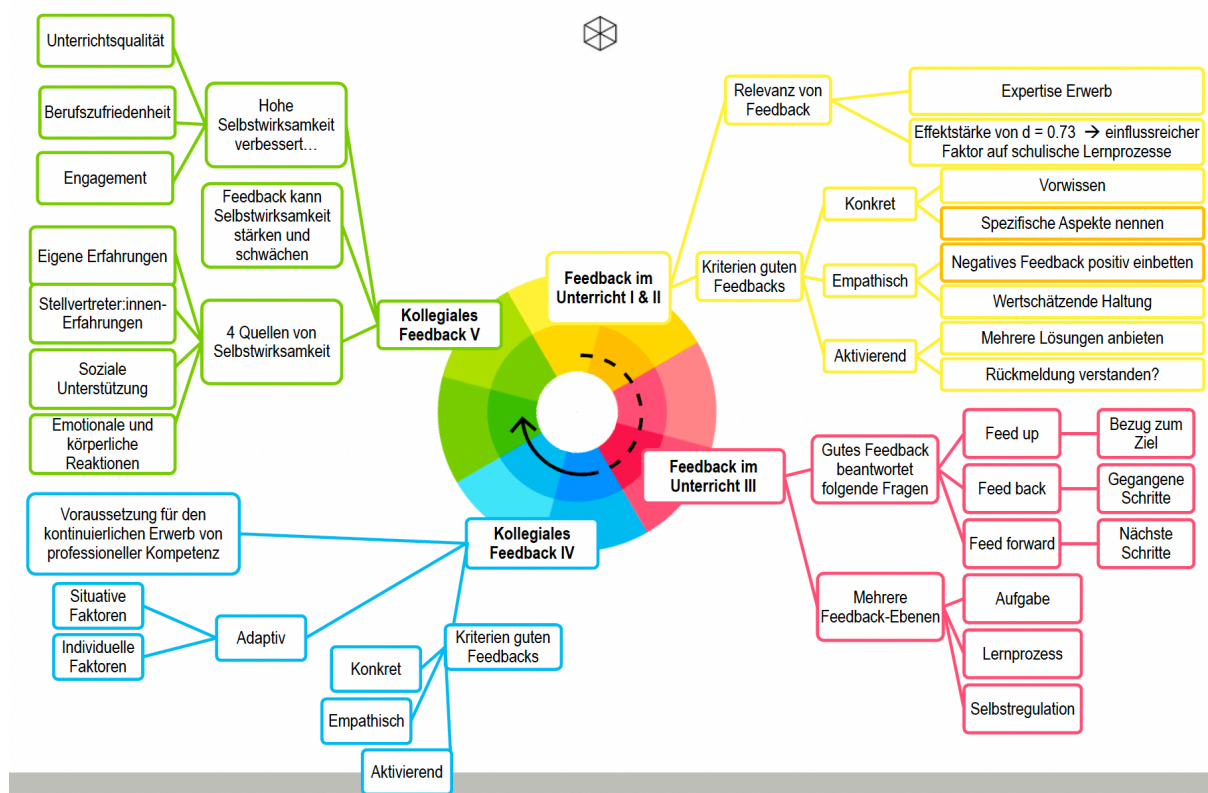 Feedback im
Unterricht I & II
Relevanz von
Feedback
Expertise Erwerb
Effektstärke von d = 0.73 → einflussreicher
Faktor auf schulische Lernprozesse
Kriterien guten
Feedbacks
Konkret
Vorwissen
Spezifische Aspekte nennen
Empathisch
Negatives Feedback positiv einbetten
Wertschätzende Haltung
Aktivierend
Mehrere Lösungen anbieten
Rückmeldung verstanden?
Feedback im
Unterricht III
Gutes Feedback
beantwortet
folgende Fragen
Feed up
Bezug zum
Ziel
Feed back
Gegangene
Schritte
Feed forward
Nächste
Schritte
Mehrere
Feedback-Ebenen
Aufgabe
Lernprozess
Selbstregulation
Kollegiales
Feedback IV
Voraussetzung für den
kontinuierlichen Erwerb von
professioneller Kompetenz
Adaptiv
Situative
Faktoren
Individuelle
Faktoren
Kriterien guten
Feedbacks
Konkret
Empathisch
Aktivierend
Kollegiales
Feedback V
Hohe
Selbstwirksamkeit
verbessert…
Unterrichtsqualität
Berufszufriedenheit
Engagement
Feedback kann
Selbstwirksamkeit
stärken und
schwächen
4 Quellen von
Selbstwirksamkeit
Eigene Erfahrungen
Stellvertreter:innen-
Erfahrungen
Soziale
Unterstützung
Emotionale und
körperliche
Reaktionen